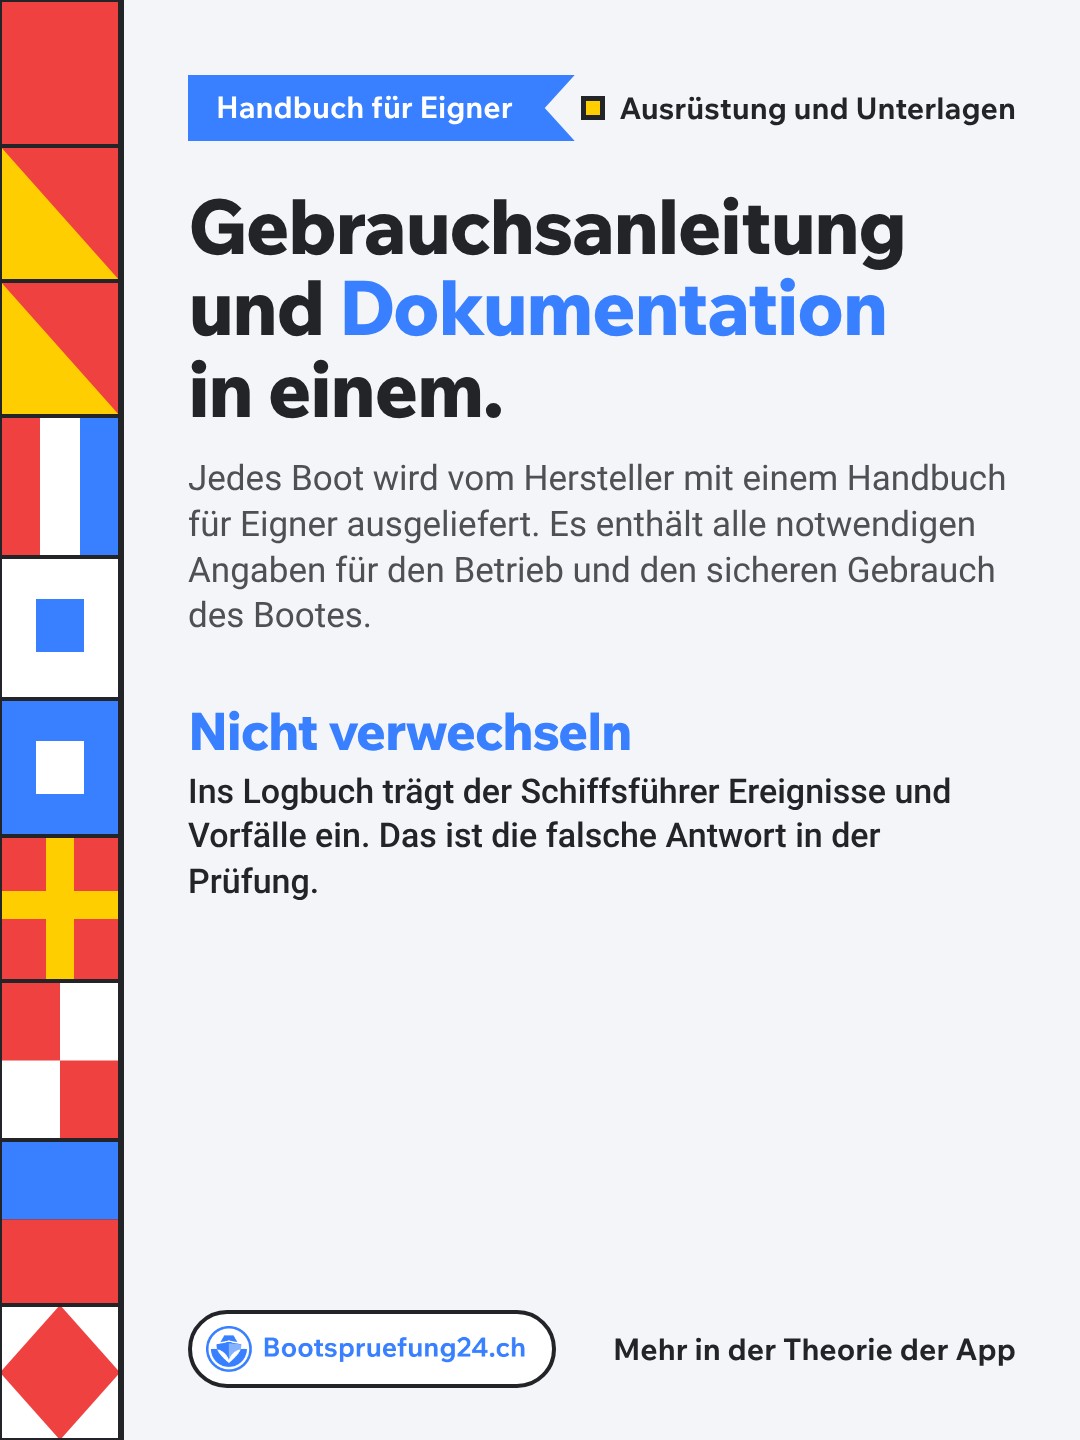 Handbuch für Eigner
Ausrüstung und Unterlagen
Gebrauchsanleitung
und Dokumentation
in einem.
Jedes Boot wird vom Hersteller mit einem Handbuch
für Eigner ausgeliefert. Es enthält alle notwendigen
Angaben für den Betrieb und den sicheren Gebrauch
des Bootes.
Nicht verwechseln
Ins Logbuch trägt der Schiffsführer Ereignisse und
Vorfälle ein. Das ist die falsche Antwort in der
Prüfung.
Bootspruefung24.ch
Mehr in der Theorie der App